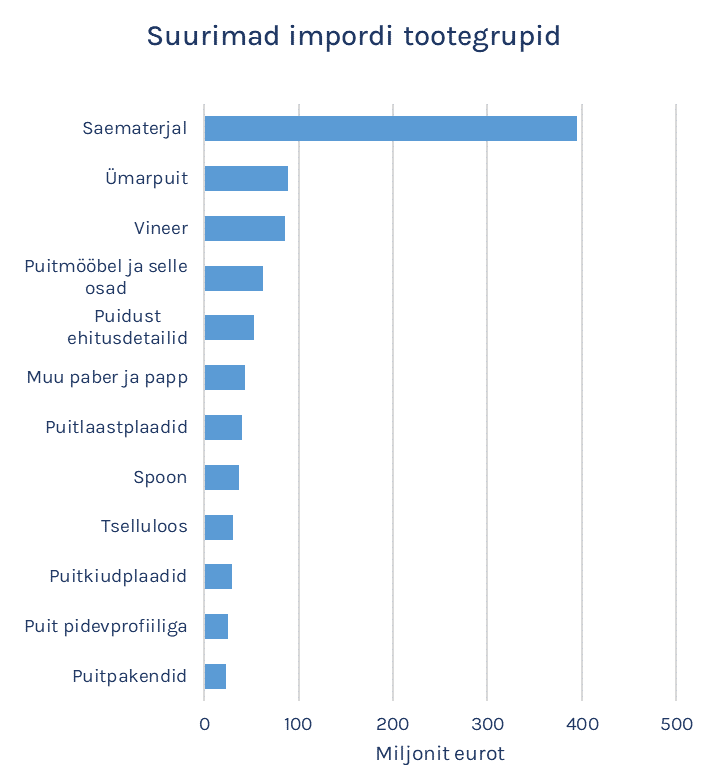 Suurimad impordi tootegrupid
Saematerjal
Ümarpuit
Vineer
Puitmööbel ja selle
osad
Puidust
ehitusdetailid
Muu paber ja papp
Puitlaastplaadid
Spoon
Tselluloos
Puitkiudplaadid
Puit pidevprofiiliga
Puitpakendid
0 100 200 300 400 500
Miljonit eurot